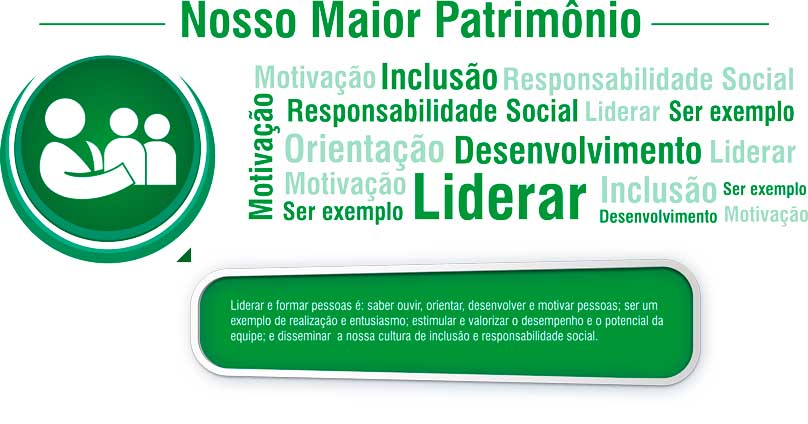 Nosso Maior Patrimônio
Motivação Inclusão Responsabilidade Social
Motivação
Responsabilidade Social Liderar Ser exemplo
Orientação Desenvolvimento Liderar
Motivação Liderar Inclusão Ser exemplo
Ser exemplo Desenvolvimento Motivação
Liderar e formar pessoas é: saber ouvir, orientar, desenvolver e motivar pessoas; ser um
exemplo de realização e entusiasmo; estimular e valorizar o desempenho e o potencial da
equipe; e disseminar a nossa cultura de inclusão e responsabilidade social.